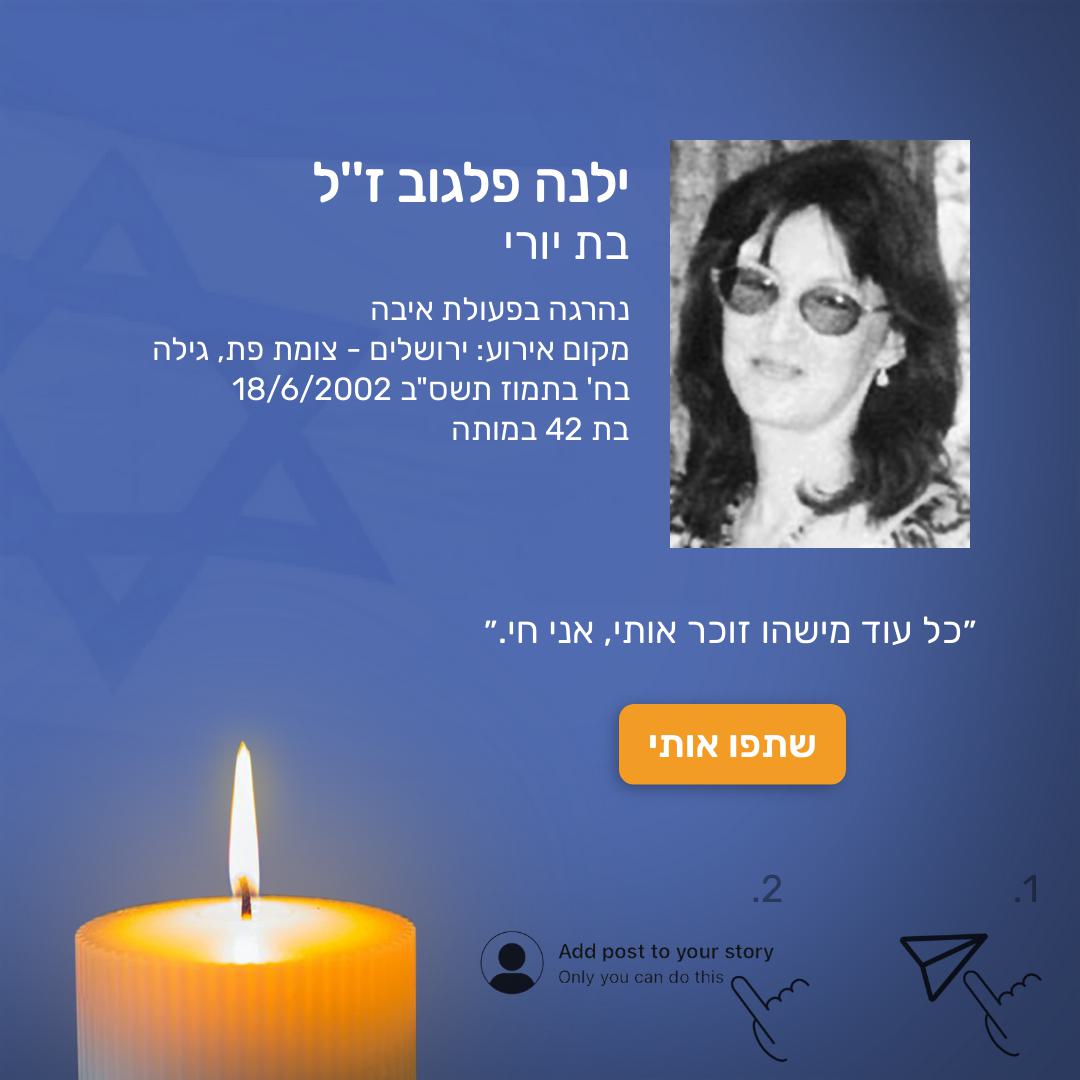 ילנה פלגוב ז"ל
בת יורי
נהרגה בפעולת איבה
מקום אירוע: ירושלים - צומת פת, גילה
בח' בתמוז תשס"ב 18/6/2002
בת 42 במותה
״כל עוד מישהו זוכר אותי, אני חי.״
שתפו אותי
1.
2.
Add post to your story
Only you can do this